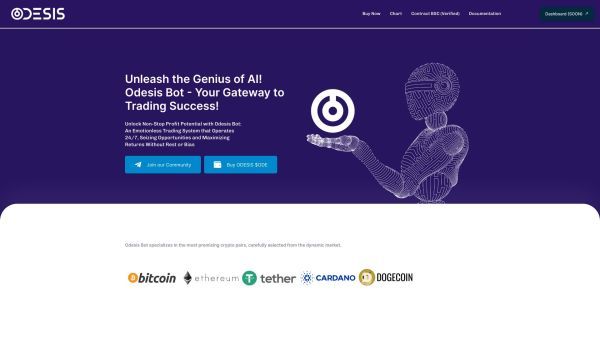 ODESIS
Buy Now
Chart
Contract BSC (Verified)
Documentation
Dashboard (SOON) ↗
Unleash the Genius of AI!
Odesis Bot - Your Gateway to
Trading Success!
Unlock Non-Stop Profit Potential with Odesis Bot:
An Emotionless Trading System that Operates
24/7, Seizing Opportunities and Maximizing
Returns Without Rest or Bias
Join our Community
Buy ODESIS $ODE
Odesis Bot specializes in the most promising crypto pairs, carefully selected from the dynamic market.
bitcoin
ethereum
tether
CARDANO
DOGECOIN